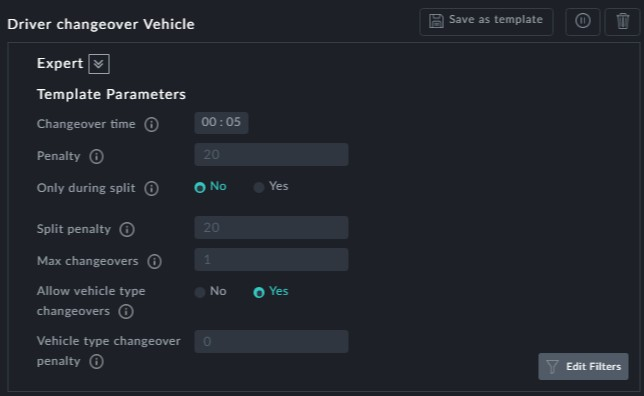 Driver changeover Vehicle
Save as template
Expert
Template Parameters
Changeover time
00 : 05
Penalty
20
Only during split
No
Yes
Split penalty
20
Max changeovers
1
Allow vehicle type
changeovers
No
Yes
Vehicle type changeover
penalty
0
Edit Filters